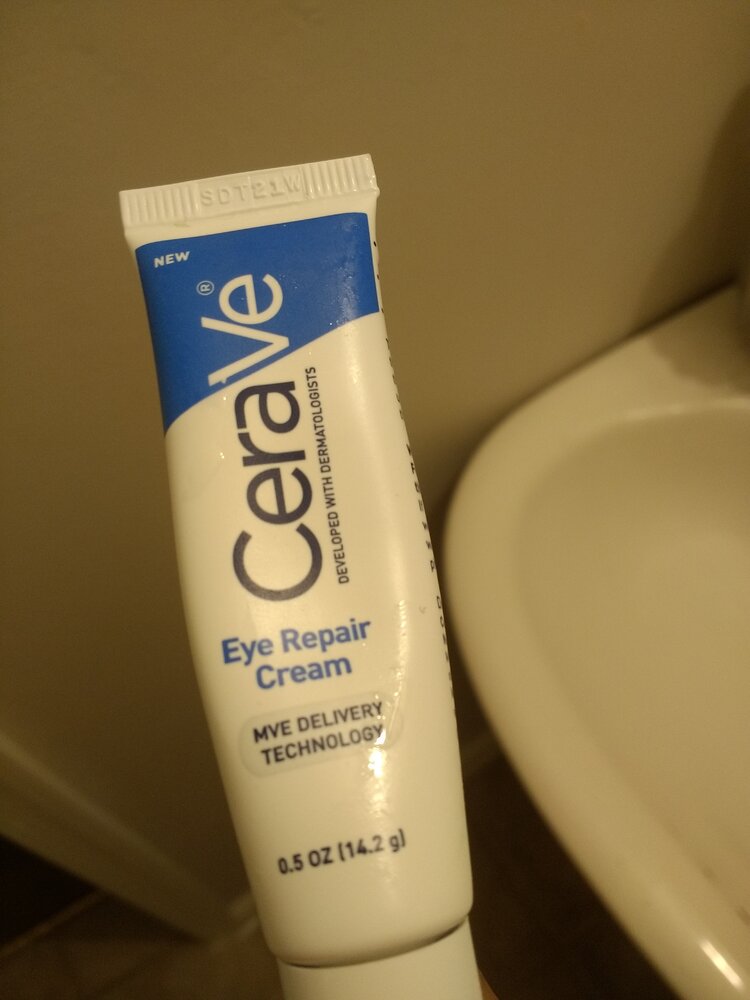 SDT21W
NEW
CeraVe®
DEVELOPED WITH DERMATOLOGISTS
Eye Repair
Cream
MVE DELIVERY
TECHNOLOGY
0.5 OZ (14.2 g)